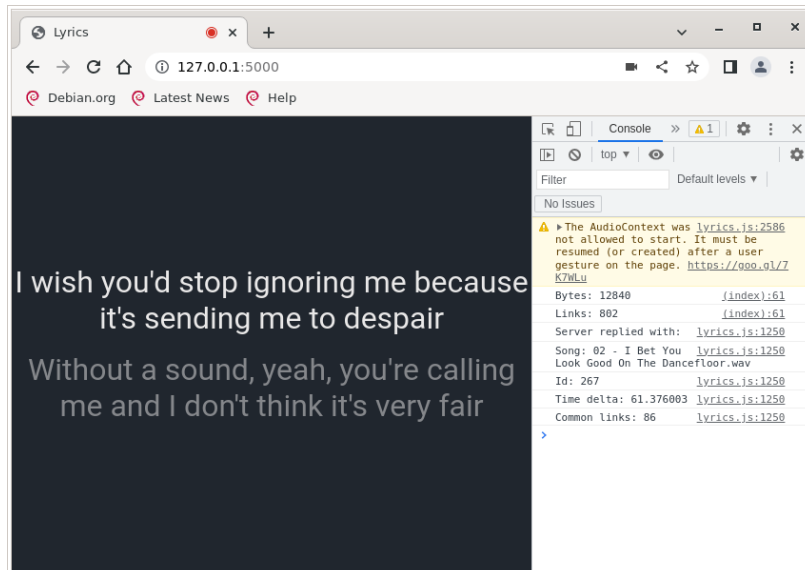 Lyrics
127.0.0.1:5000
Debian.org Latest News Help
I wish you'd stop ignoring me because
it's sending me to despair
Without a sound, yeah, you're calling
me and I don't think it's very fair
Console » 1
top ▼
Filter Default levels ▼
No Issues
The AudioContext was lyrics.js:2586
not allowed to start. It must be
resumed (or created) after a user
gesture on the page. https://goo.gl/7
K7WLu
Bytes: 12840 (index):61
Links: 802 (index):61
Server replied with: lyrics.js:1250
Song: 02 - I Bet You lyrics.js:1250
Look Good On The Dancefloor.wav
Id: 267 lyrics.js:1250
Time delta: 61.376003 lyrics.js:1250
Common links: 86 lyrics.js:1250